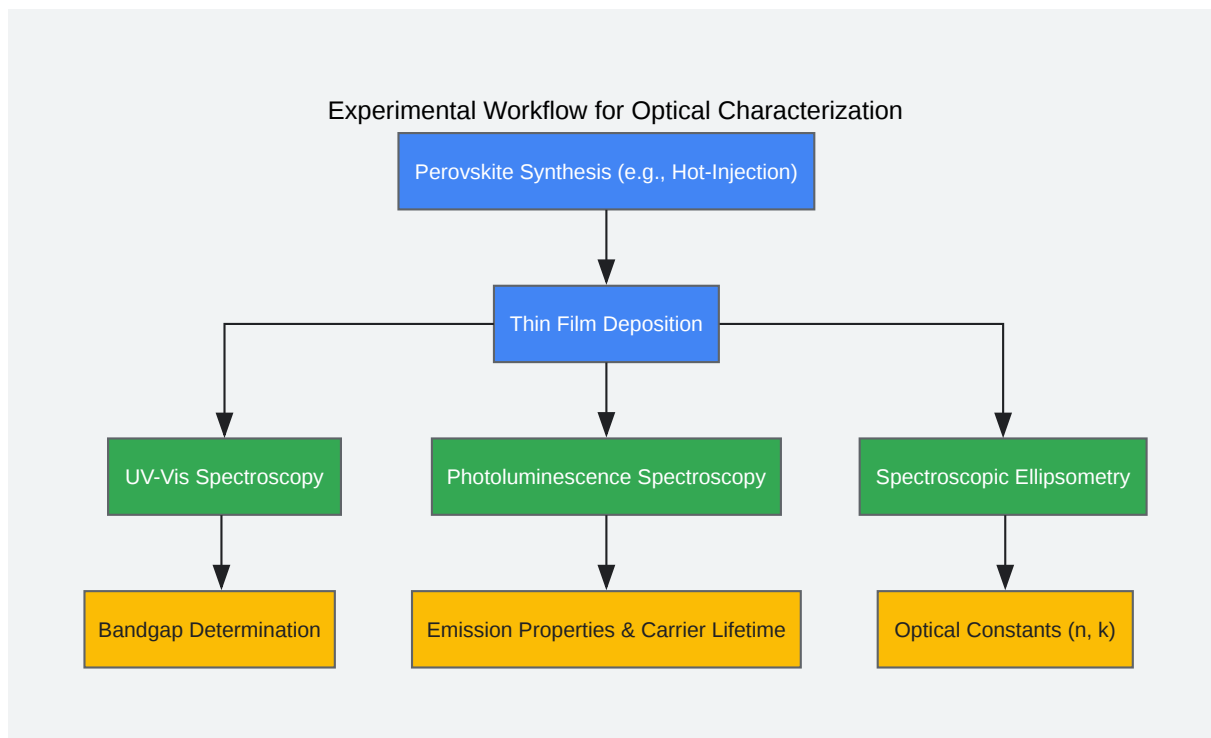 Experimental Workflow for Optical Characterization
Perovskite Synthesis (e.g., Hot-Injection)
Thin Film Deposition
UV-Vis Spectroscopy
Photoluminescence Spectroscopy
Spectroscopic Ellipsometry
Bandgap Determination
Emission Properties & Carrier Lifetime
Optical Constants (n, k)